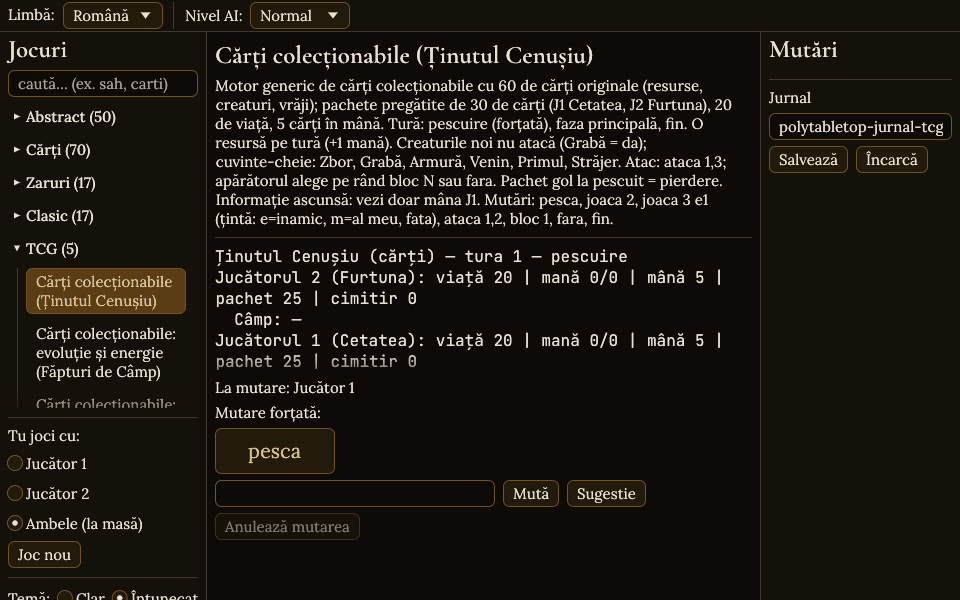 Limbă: Română ▼ Nivel AI: Normal ▼
Jocuri
caută... (ex. sah, carti)
▸ Abstract (50)
▸ Cărți (70)
▸ Zaruri (17)
▸ Clasic (17)
▾ TCG (5)
Cărți colecționabile
(Ținutul Cenușiu)
Cărți colecționabile:
evoluție și energie
(Făpturi de Câmp)
Cărți colecționabile:
Tu joci cu:
Jucător 1
Jucător 2
Ambele (la masă)
Joc nou
Temă: Clar Întunecat
Cărți colecționabile (Ținutul Cenușiu)
Motor generic de cărți colecționabile cu 60 de cărți originale (resurse,
creaturi, vrăji); pachete pregătite de 30 de cărți (J1 Cetatea, J2 Furtuna), 20
de viață, 5 cărți în mână. Tură: pescuire (forțată), faza principală, fin. O
resursă pe tură (+1 mană). Creaturile noi nu atacă (Grabă = da);
cuvinte-cheie: Zbor, Grabă, Armură, Venin, Primul, Străjer. Atac: ataca 1,3;
apărătorul alege pe rând bloc N sau fara. Pachet gol la pescuit = pierdere.
Informație ascunsă: vezi doar mâna J1. Mutări: pesca, joaca 2, joaca 3 e1
(țintă: e=inamic, m=al meu, fata), ataca 1,2, bloc 1, fara, fin.
Ținutul Cenușiu (cărți) — tura 1 — pescuire
Jucătorul 2 (Furtuna): viață 20 | mană 0/0 | mână 5 |
pachet 25 | cimitir 0
Câmp: —
Jucătorul 1 (Cetatea): viață 20 | mană 0/0 | mână 5 |
pachet 25 | cimitir 0
La mutare: Jucător 1
Mutare forțată:
pesca
Mută Sugestie
Anulează mutarea
Mutări
Jurnal
polytabletop-jurnal-tcg
Salvează Încarcă